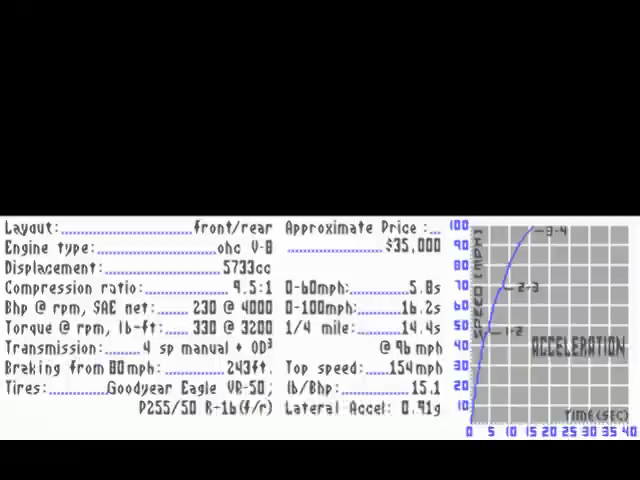 Layout: front/rear
Engine type: ohc V-8
Displacement: 5733cc
Compression ratio: 9.5:1
Bhp @ rpm, SAE net: 230 @ 4000
Torque @ rpm, lb-ft: 330 @ 3200
Transmission: 4 sp manual + OD³
Braking from 80mph: 243ft.
Tires: Goodyear Eagle VR-50;
P255/50 R-16(f/r)
Approximate Price :
$35,000
0-60mph: 5.8s
0-100mph: 16.2s
1/4 mile: 14.4s
@ 96 mph
Top speed: 154mph
lb/Bhp: 15.1
Lateral Accel: 0.91g
SPEED (MPH)
100
90
80
70
60
50
40
30
20
10
3-4
2-3
1-2
ACCELERATION
TIME(SEC)
0 5 10 15 20 25 30 35 40